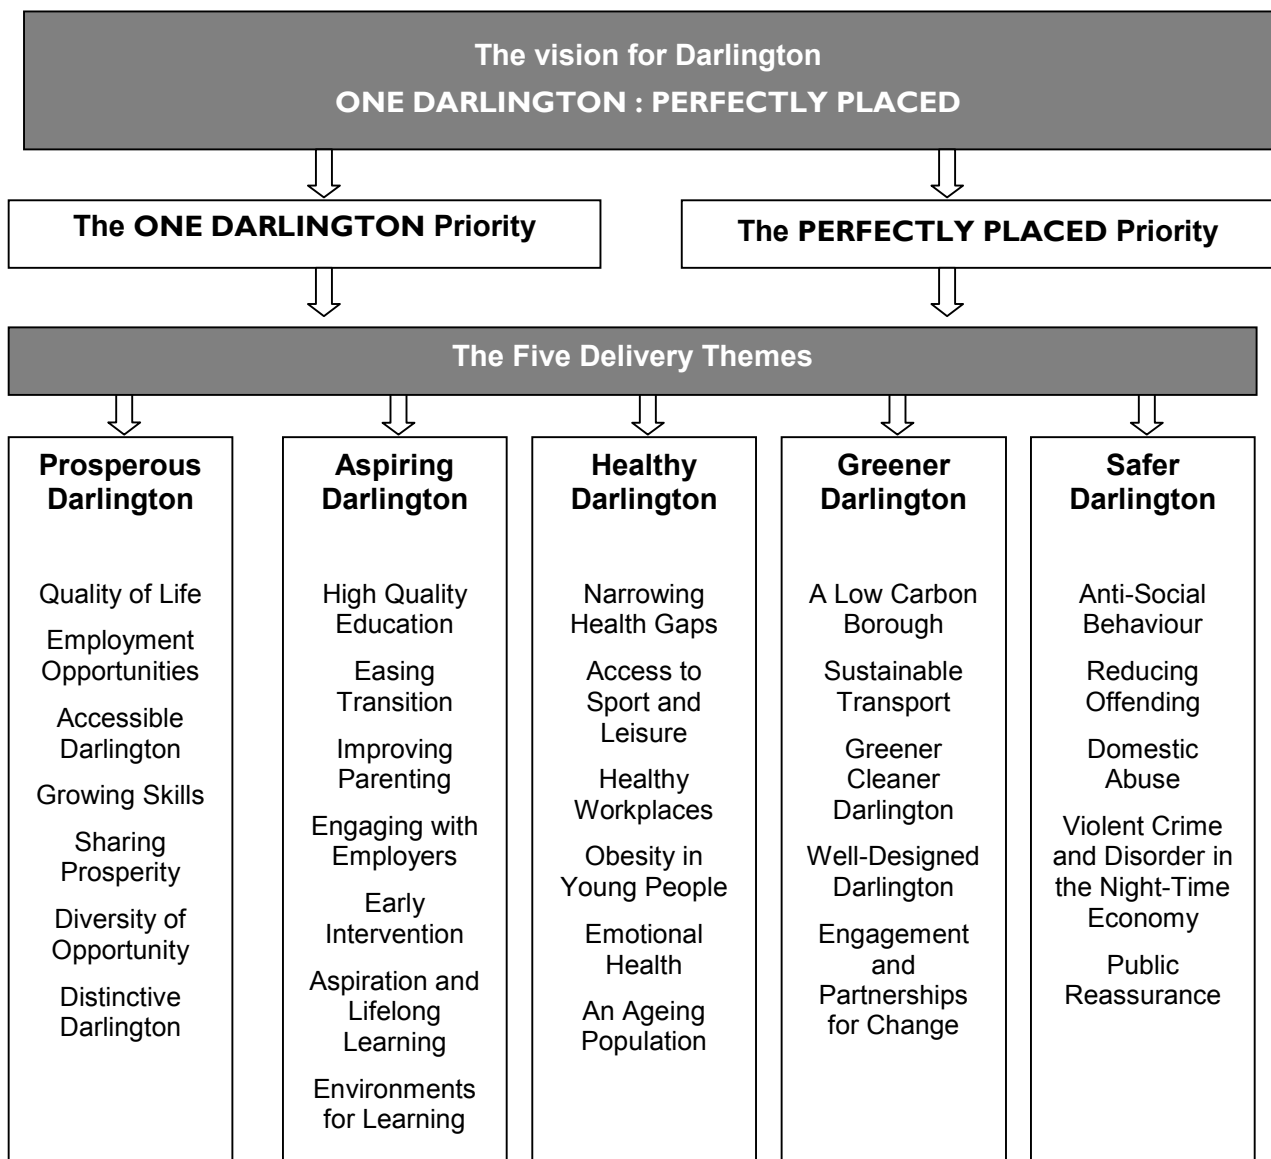 The vision for Darlington
ONE DARLINGTON : PERFECTLY PLACED
The ONE DARLINGTON Priority
The PERFECTLY PLACED Priority
The Five Delivery Themes
Prosperous
Darlington
Quality of Life
Employment
Opportunities
Accessible
Darlington
Growing Skills
Sharing
Prosperity
Diversity of
Opportunity
Distinctive
Darlington
Aspiring
Darlington
High Quality
Education
Easing
Transition
Improving
Parenting
Engaging with
Employers
Early
Intervention
Aspiration and
Lifelong
Learning
Environments
for Learning
Healthy
Darlington
Narrowing
Health Gaps
Access to
Sport and
Leisure
Healthy
Workplaces
Obesity in
Young People
Emotional
Health
An Ageing
Population
Greener
Darlington
A Low Carbon
Borough
Sustainable
Transport
Greener
Cleaner
Darlington
Well-Designed
Darlington
Engagement
and
Partnerships
for Change
Safer
Darlington
Anti-Social
Behaviour
Reducing
Offending
Domestic
Abuse
Violent Crime
and Disorder in
the Night-Time
Economy
Public
Reassurance